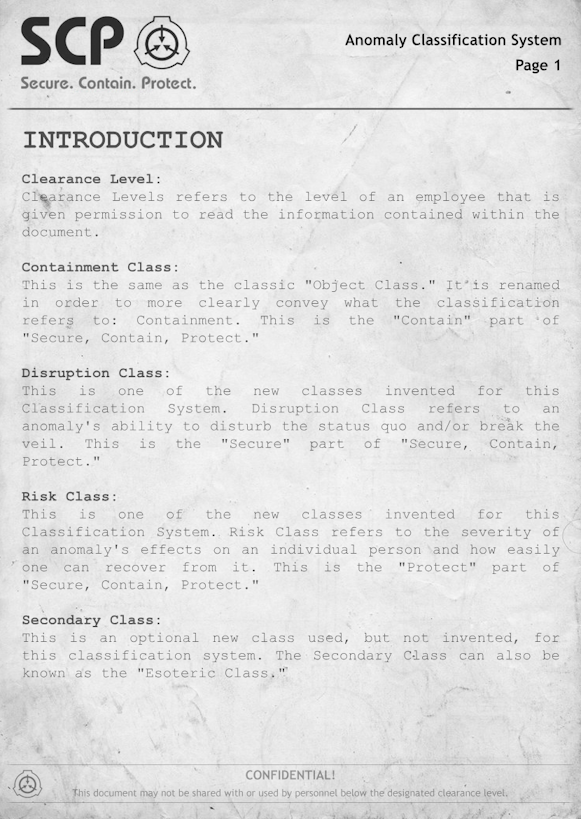 SCP
Secure. Contain. Protect.
Anomaly Classification System
Page 1
INTRODUCTION
Clearance Level:
Clearance Levels refers to the level of an employee that is
given permission to read the information contained within the
document.
Containment Class:
This is the same as the classic "Object Class." It is renamed
in order to more clearly convey what the classification
refers to: Containment. This is the "Contain" part of
"Secure, Contain, Protect."
Disruption Class:
This is one of the new classes invented for this
Classification System. Disruption Class refers to an
anomaly's ability to disturb the status quo and/or break the
veil. This is the "Secure" part of "Secure, Contain,
Protect."
Risk Class:
This is one of the new classes invented for this
Classification System. Risk Class refers to the severity of
an anomaly's effects on an individual person and how easily
one can recover from it. This is the "Protect" part of
"Secure, Contain, Protect."
Secondary Class:
This is an optional new class used, but not invented, for
this classification system. The Secondary Class can also be
known as the "Esoteric Class."
CONFIDENTIAL!
This document may not be shared with or used by personnel below the designated clearance level.